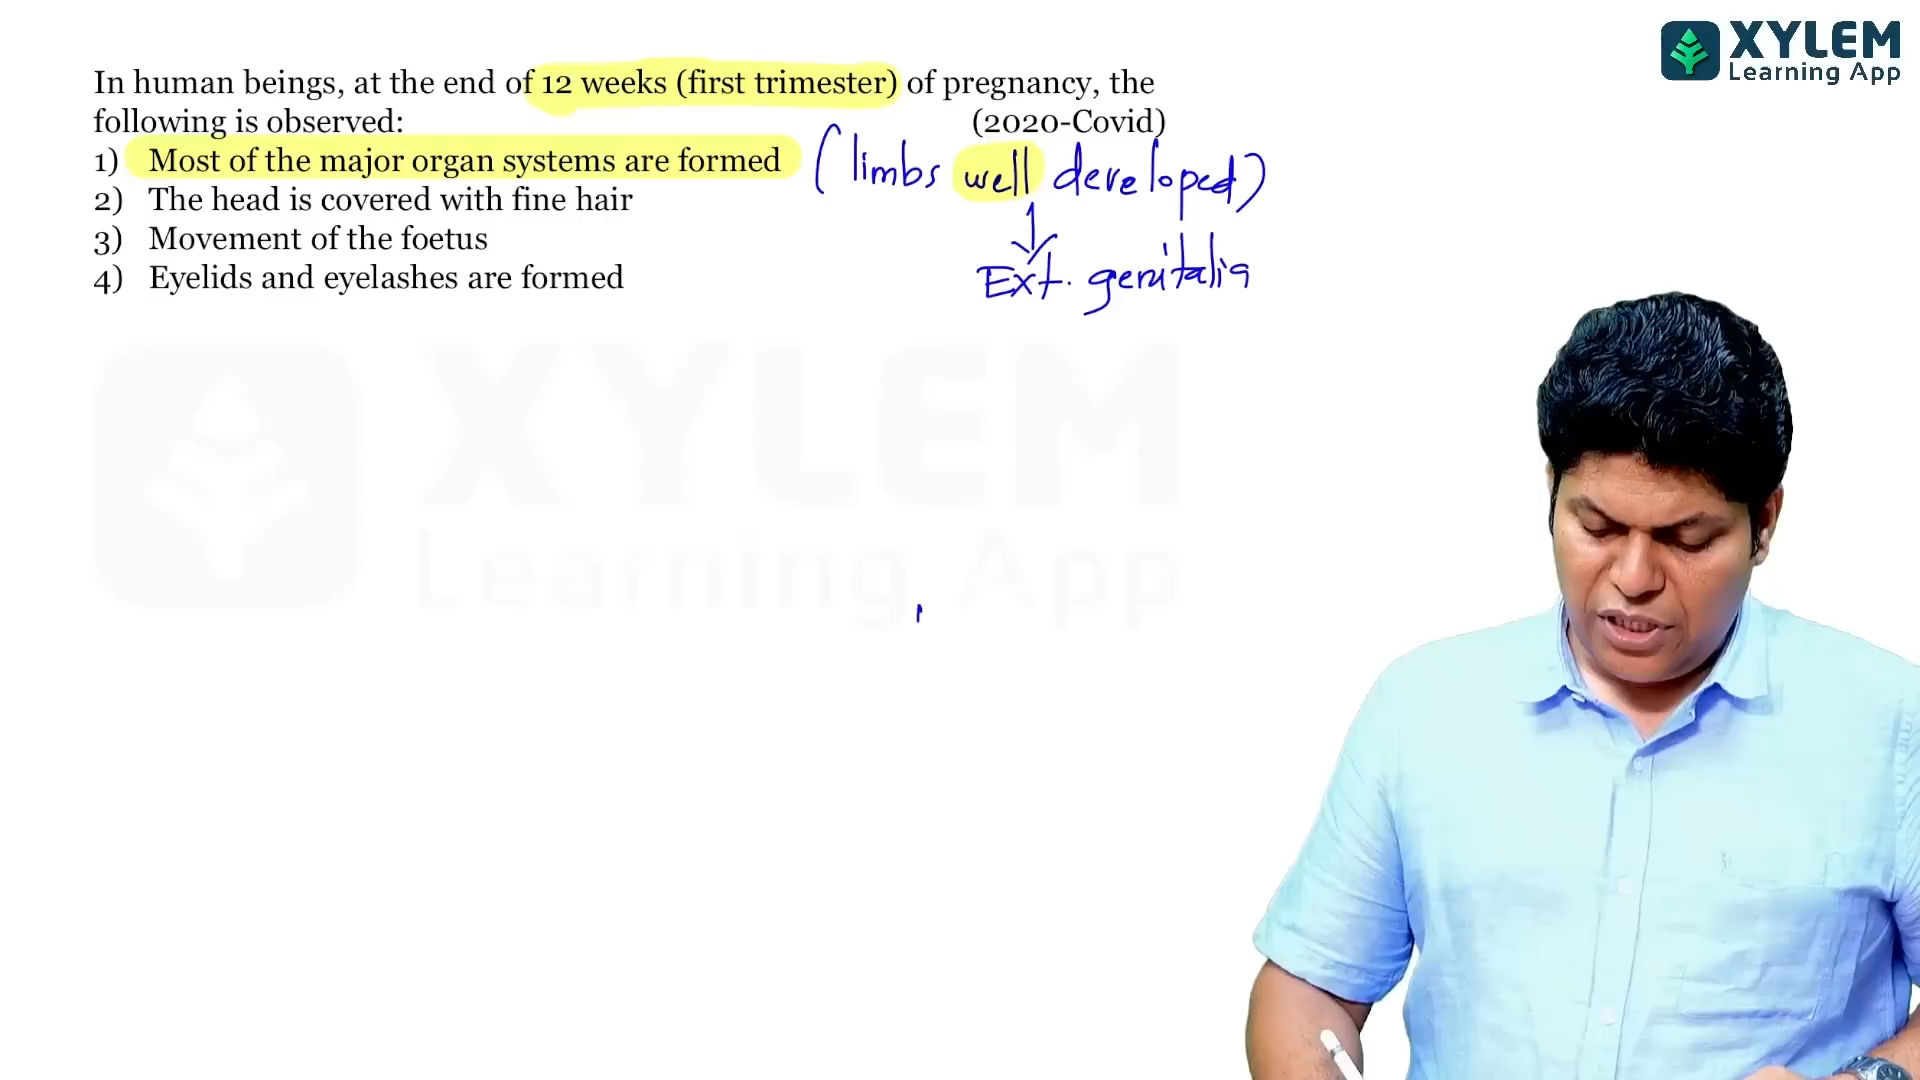 XYLEM
Learning App
In human beings, at the end of 12 weeks (first trimester) of pregnancy, the
following is observed: (2020-Covid)
1) Most of the major organ systems are formed (limbs well developed)
2) The head is covered with fine hair
3) Movement of the foetus
Ext. genitalia
4) Eyelids and eyelashes are formed
XYLEM
Learning App